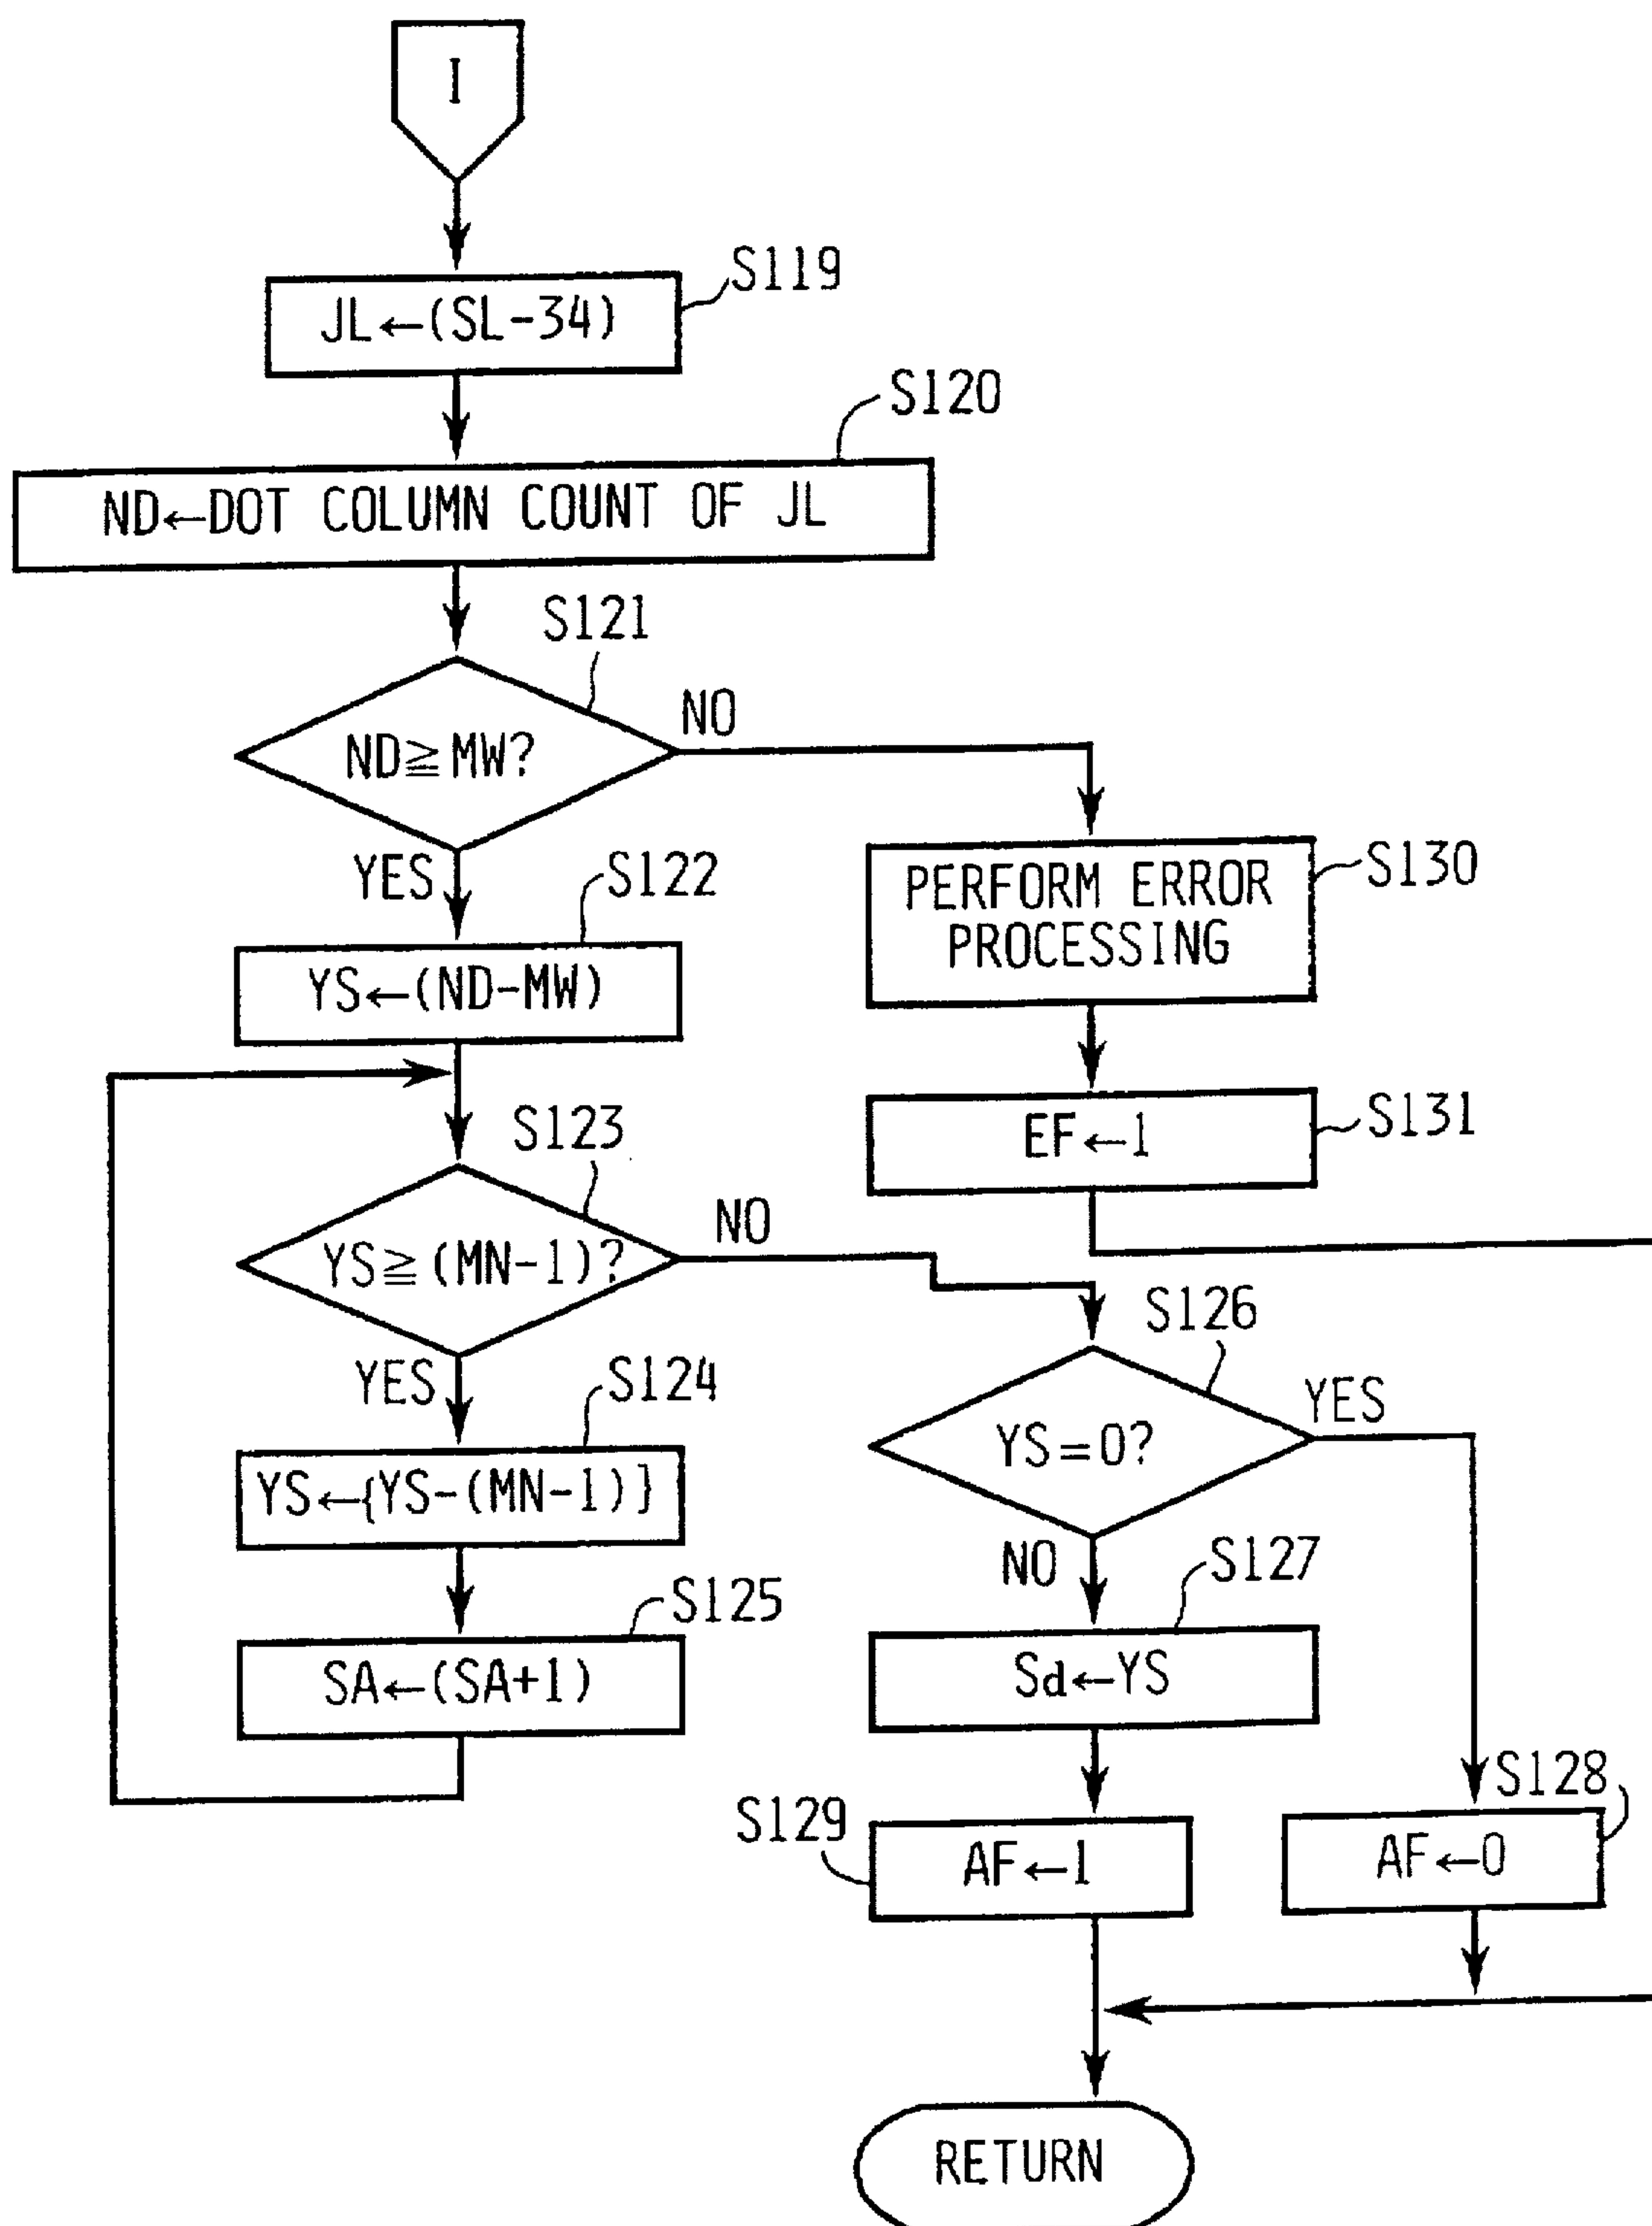 I
S119
JL←(SL-34)
S120
ND←DOT COLUMN COUNT OF JL
S121
ND≧MW?
NO
YES
S122
YS←(ND-MW)
S130
PERFORM ERROR
PROCESSING
S131
EF←1
S123
YS≧(MN-1)?
NO
YES
S124
YS←{YS-(MN-1)}
S125
SA←(SA+1)
S126
YS=0?
YES
NO
S127
Sd←YS
S129
AF←1
S128
AF←0
RETURN